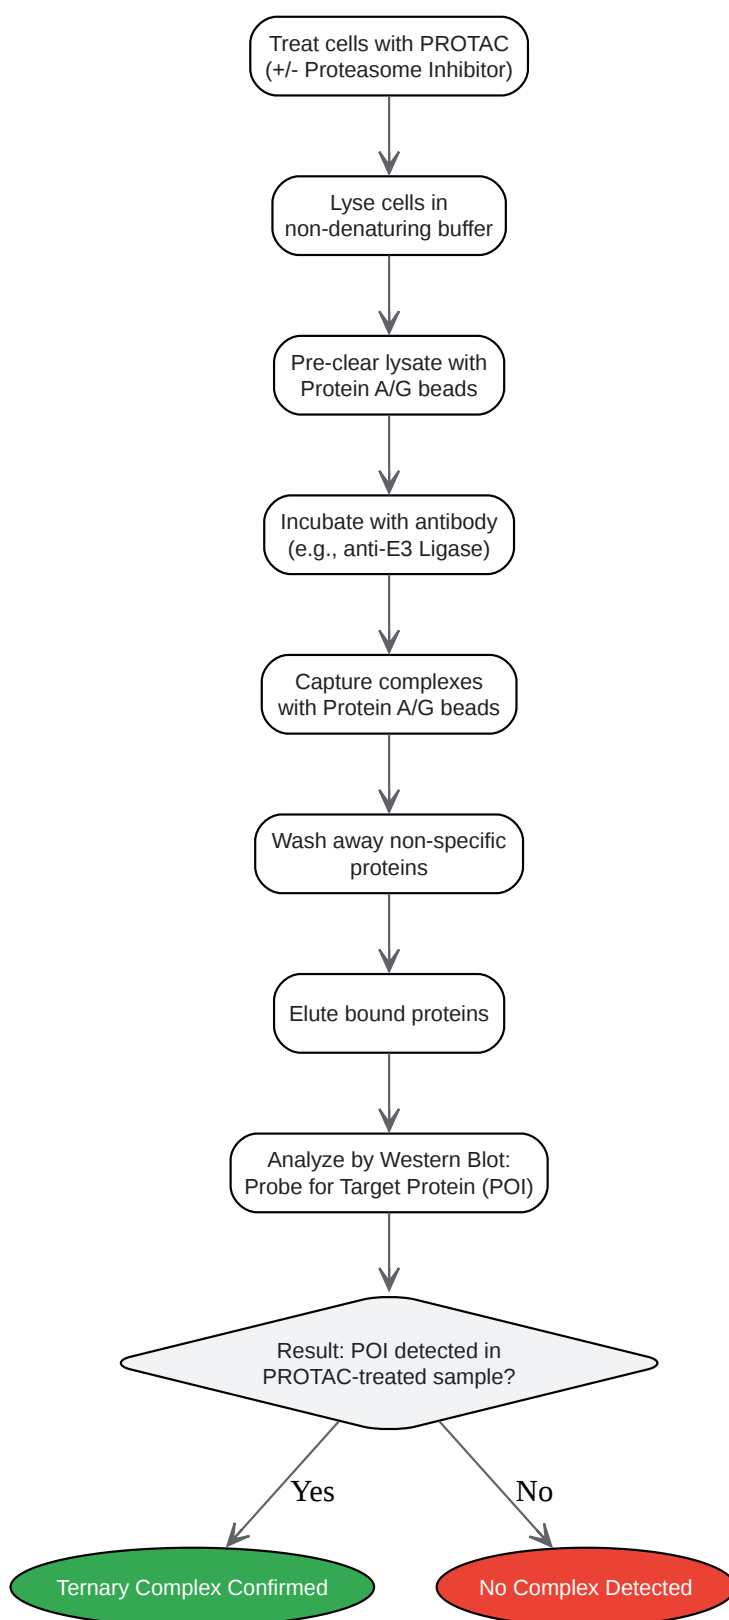 Treat cells with PROTAC
(+/- Proteasome Inhibitor)
Lyse cells in
non-denaturing buffer
Pre-clear lysate with
Protein A/G beads
Incubate with antibody
(e.g., anti-E3 Ligase)
Capture complexes
with Protein A/G beads
Wash away non-specific
proteins
Elute bound proteins
Analyze by Western Blot:
Probe for Target Protein (POI)
Result: POI detected in
PROTAC-treated sample?
Yes
No
Ternary Complex Confirmed
No Complex Detected